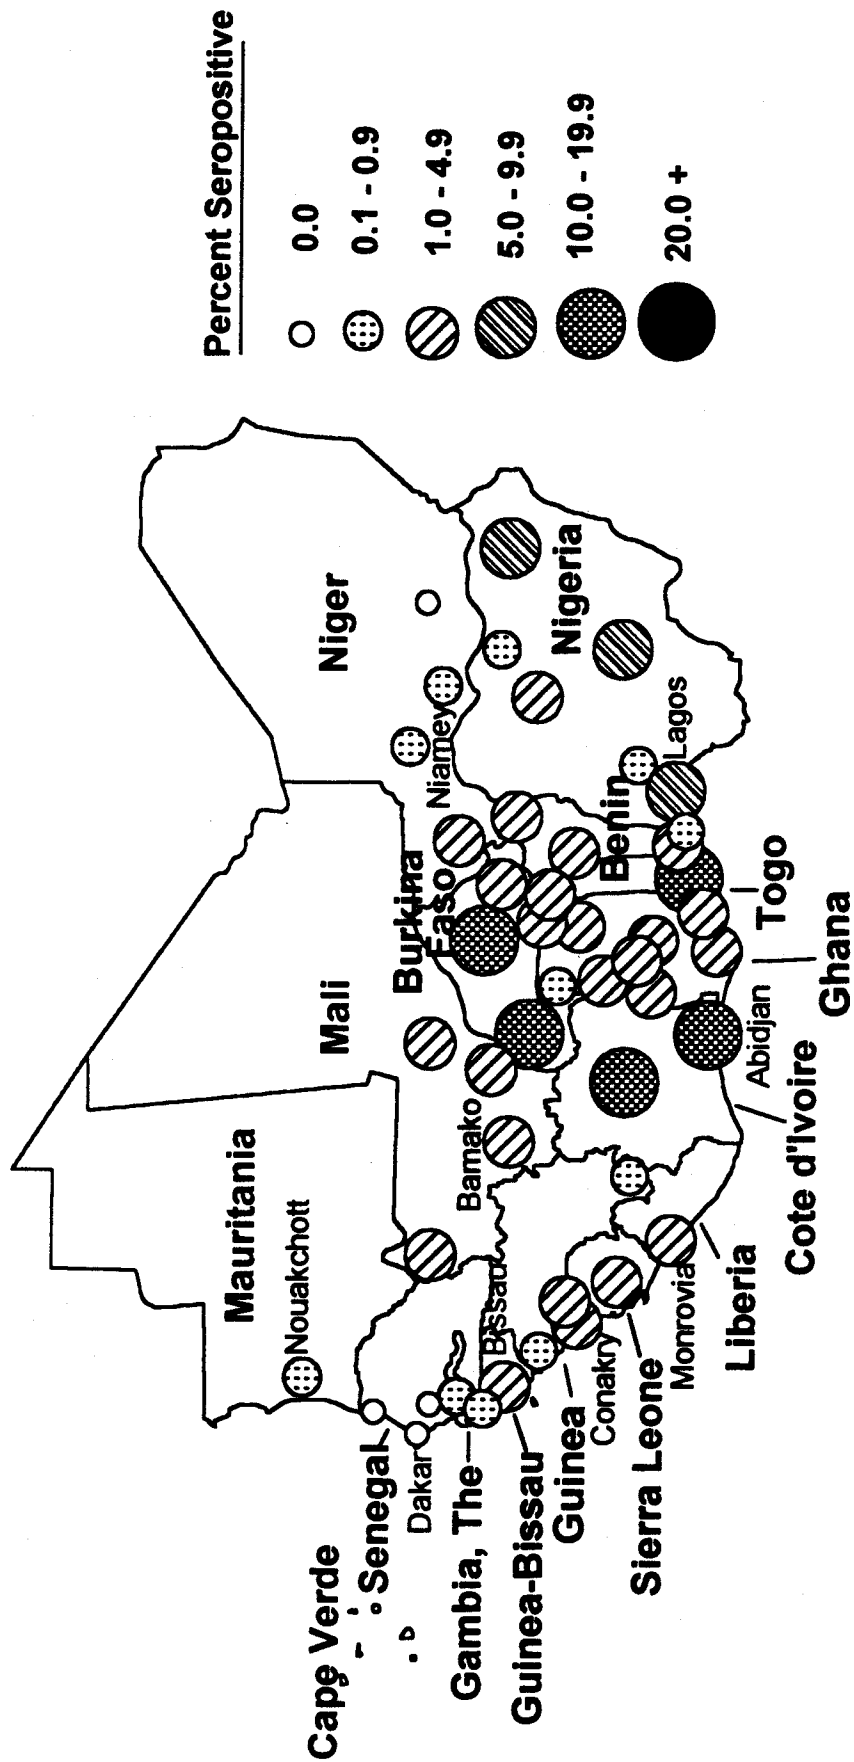 Percent Seropositive
0.0
0.1 - 0.9
1.0 - 4.9
5.0 - 9.9
10.0 - 19.9
20.0 +
Mauritania
Nouakchott
Mali
Niger
Niamey
Burkina
Faso
Bamako
Cape Verde
Senegal
Dakar
Gambia, The
Bissau
Guinea-Bissau
Guinea
Conakry
Sierra Leone
Monrovia
Liberia
Cote d'Ivoire
Abidjan
Ghana
Togo
Benin
Lagos
Nigeria